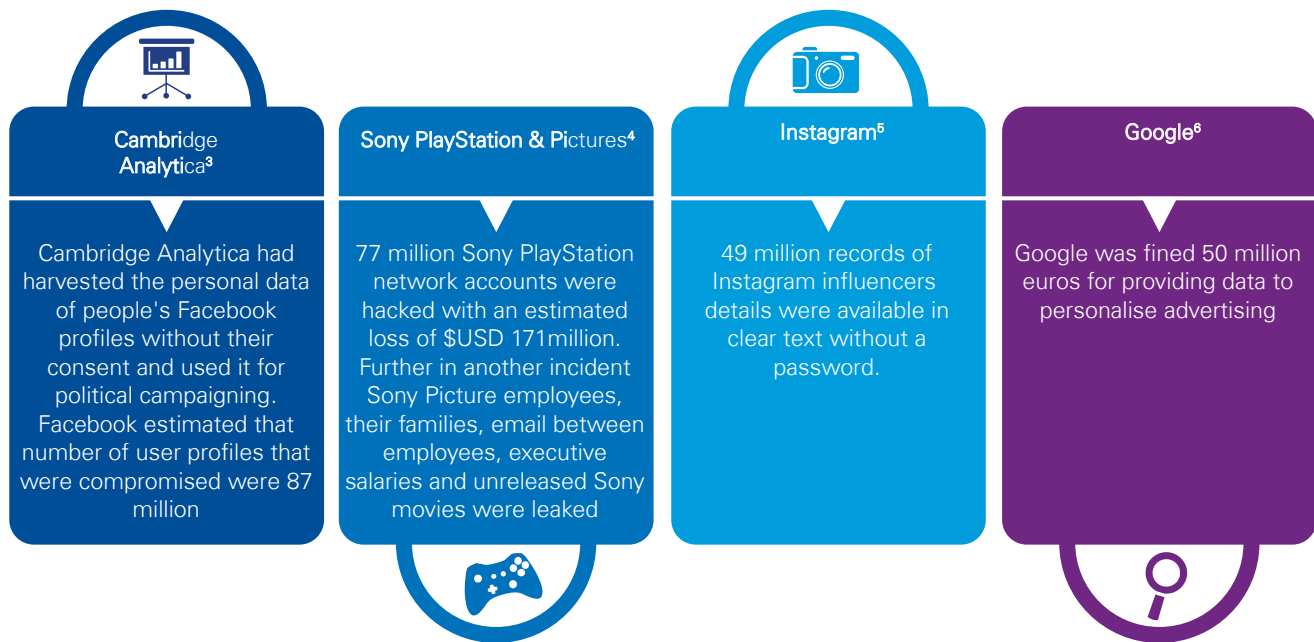 Cambridge
Analytica³
Cambridge Analytica had
harvested the personal data
of people's Facebook
profiles without their
consent and used it for
political campaigning.
Facebook estimated that
number of user profiles that
were compromised were 87
million
Sony PlayStation & Pictures⁴
77 million Sony PlayStation
network accounts were
hacked with an estimated
loss of $USD 171million.
Further in another incident
Sony Picture employees,
their families, email between
employees, executive
salaries and unreleased Sony
movies were leaked
Instagram⁵
49 million records of
Instagram influencers
details were available in
clear text without a
password.
Google⁶
Google was fined 50 million
euros for providing data to
personalise advertising